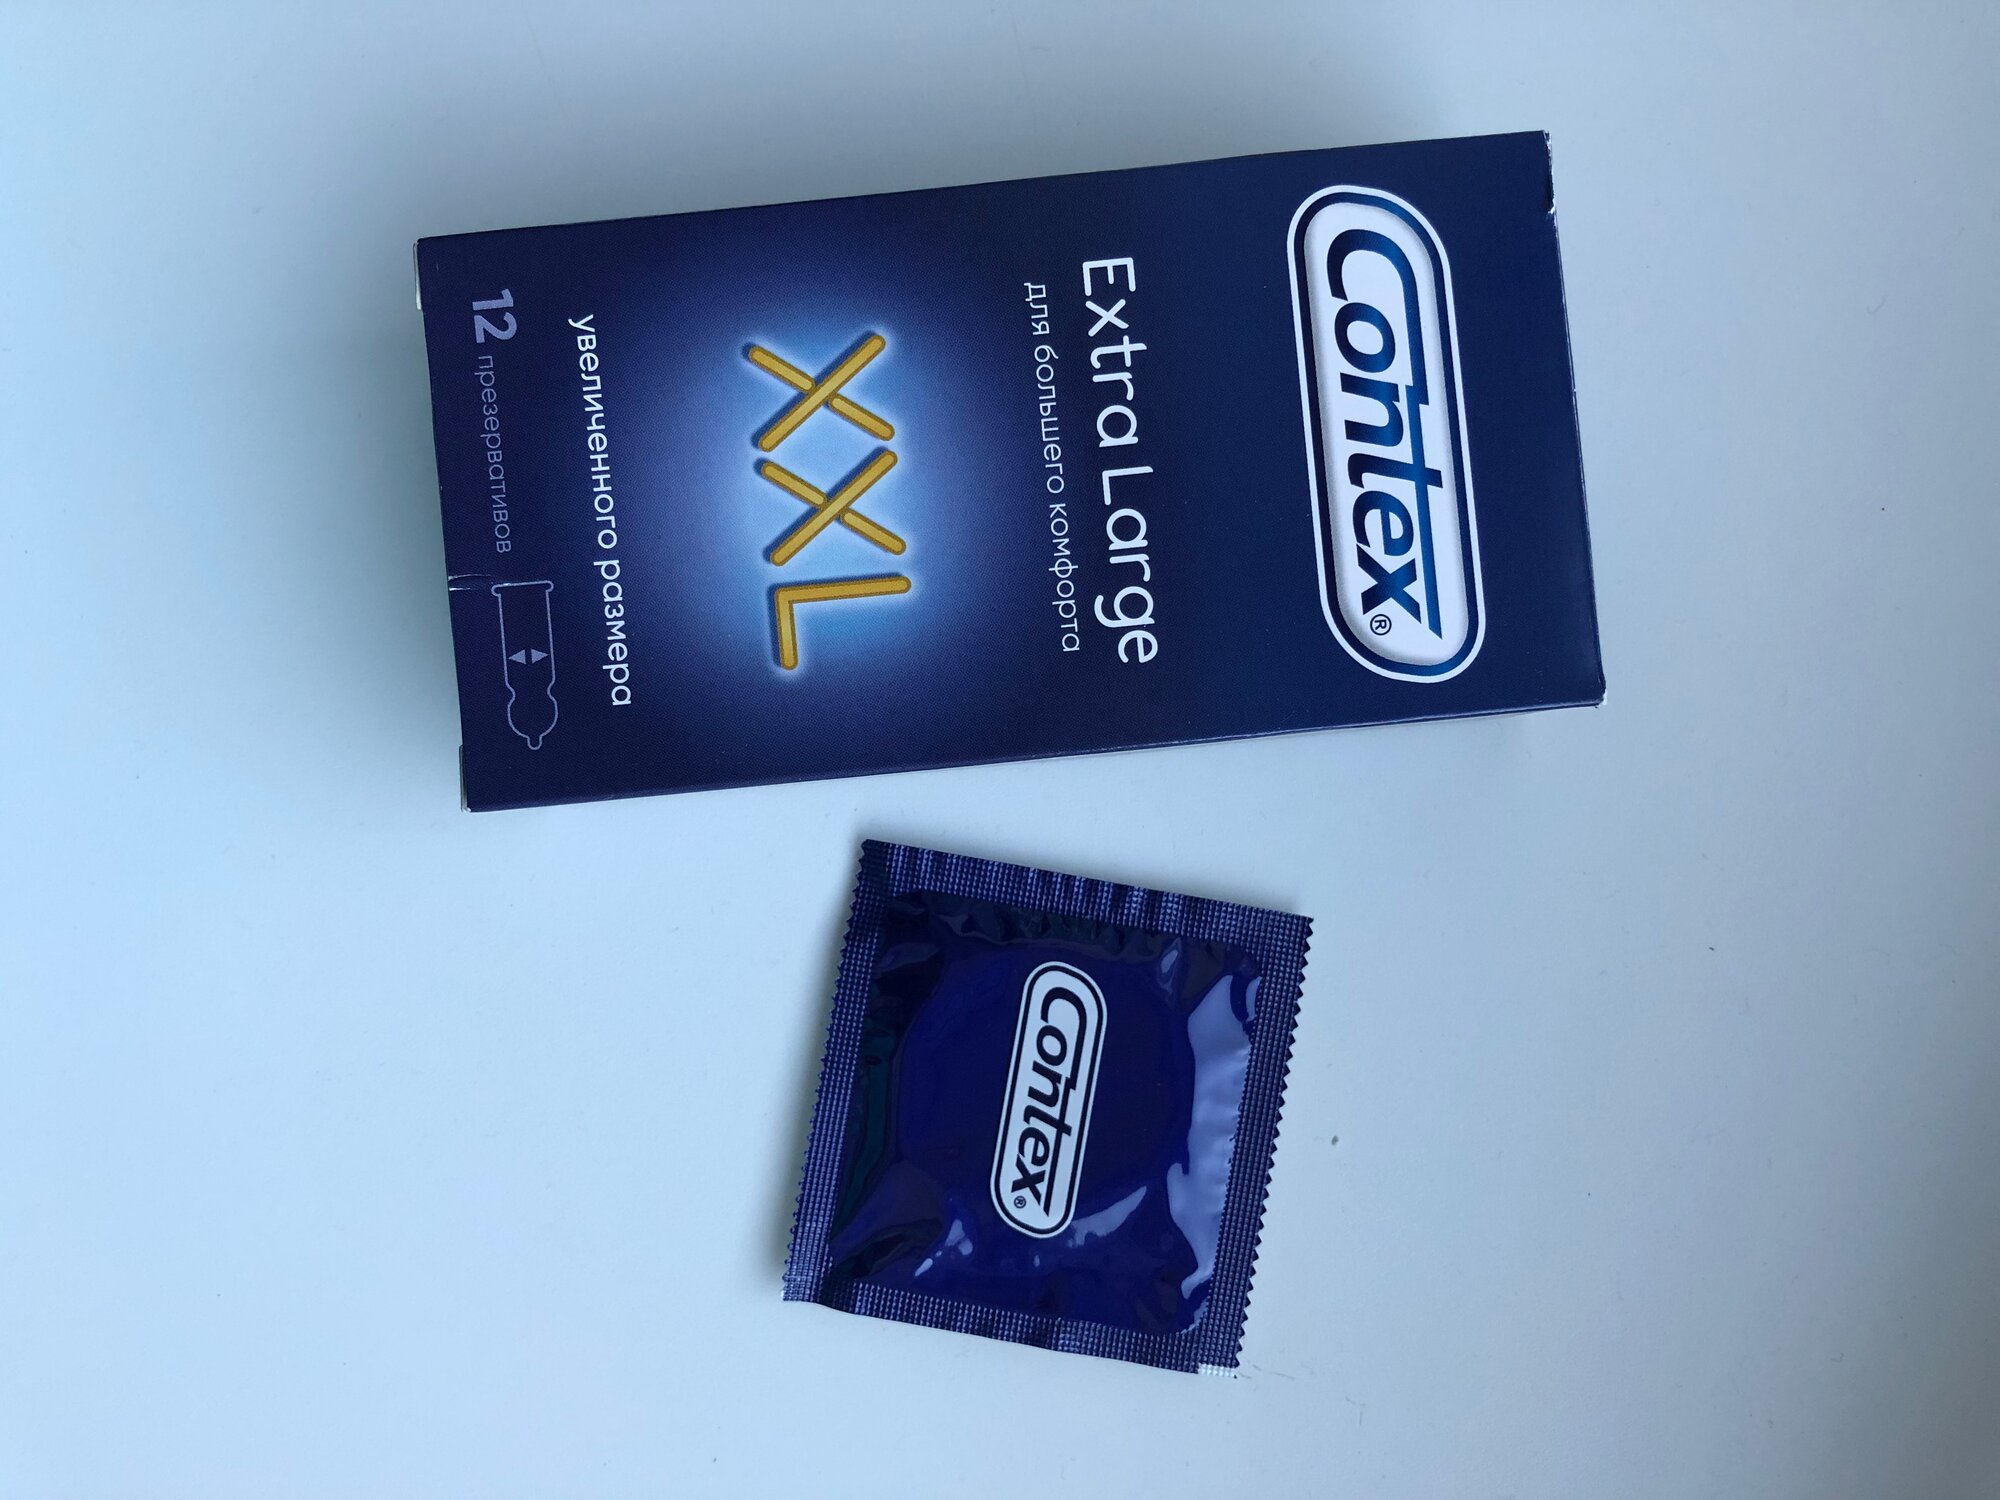 Contex®
Extra Large
для большего комфорта
XXL
увеличенного размера
12 презервативов
Contex®